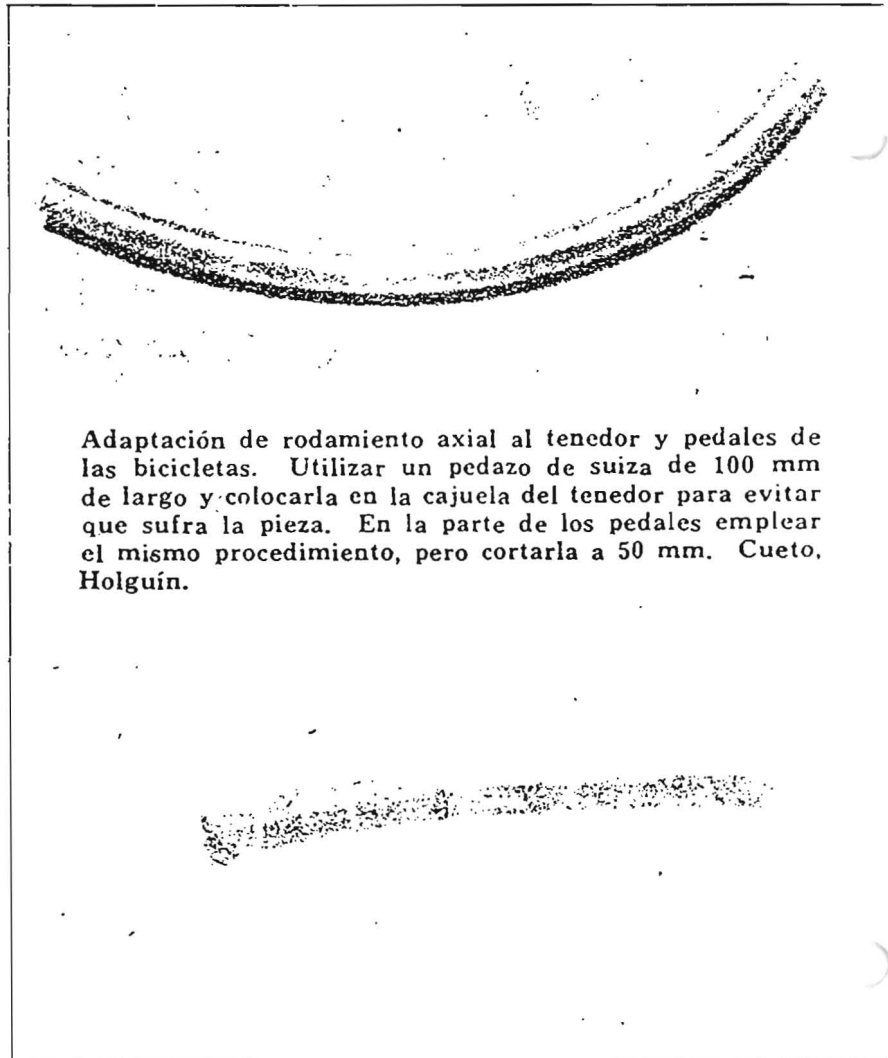 Adaptación de rodamiento axial al tenedor y pedales de
las bicicletas. Utilizar un pedazo de suiza de 100 mm
de largo y colocarla en la cajuela del tenedor para evitar
que sufra la pieza. En la parte de los pedales emplear
el mismo procedimiento, pero cortarla a 50 mm. Cueto,
Holguín.